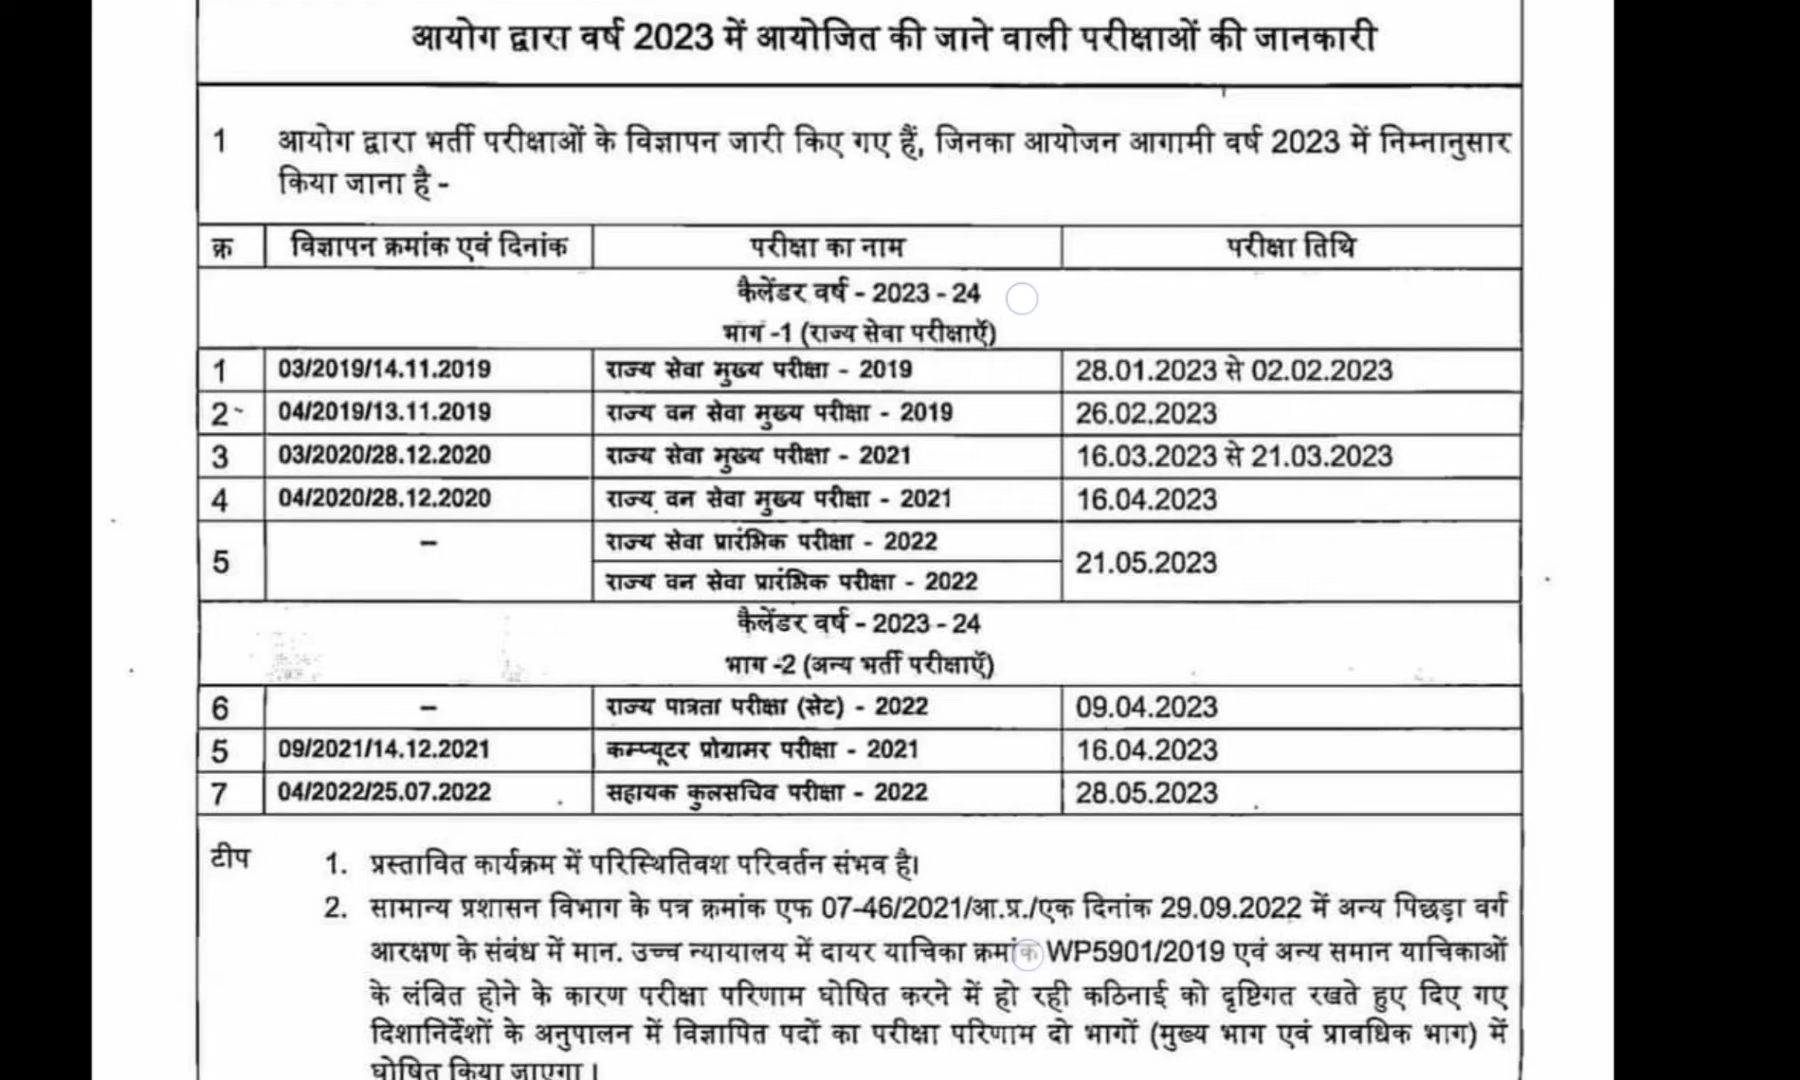 आयोग द्वारा वर्ष 2023 में आयोजित की जाने वाली परीक्षाओं की जानकारी
1 आयोग द्वारा भर्ती परीक्षाओं के विज्ञापन जारी किए गए हैं, जिनका आयोजन आगामी वर्ष 2023 में निम्नानुसार
किया जाना है -
क्र विज्ञापन क्रमांक एवं दिनांक परीक्षा का नाम परीक्षा तिथि
कैलेंडर वर्ष - 2023 - 24
भाग -1 (राज्य सेवा परीक्षाऍं)
1 03/2019/14.11.2019 राज्य सेवा मुख्य परीक्षा - 2019 28.01.2023 से 02.02.2023
2 04/2019/13.11.2019 राज्य वन सेवा मुख्य परीक्षा - 2019 26.02.2023
3 03/2020/28.12.2020 राज्य सेवा मुख्य परीक्षा - 2021 16.03.2023 से 21.03.2023
4 04/2020/28.12.2020 राज्य वन सेवा मुख्य परीक्षा - 2021 16.04.2023
5 – राज्य सेवा प्रारंभिक परीक्षा - 2022 21.05.2023
राज्य वन सेवा प्रारंभिक परीक्षा - 2022
कैलेंडर वर्ष - 2023 - 24
भाग -2 (अन्य भर्ती परीक्षाऍं)
6 – राज्य पात्रता परीक्षा (सेट) - 2022 09.04.2023
5 09/2021/14.12.2021 कम्प्यूटर प्रोग्रामर परीक्षा - 2021 16.04.2023
7 04/2022/25.07.2022 सहायक कुलसचिव परीक्षा - 2022 28.05.2023
टीप 1. प्रस्तावित कार्यक्रम में परिस्थितिवश परिवर्तन संभव है।
2. सामान्य प्रशासन विभाग के पत्र क्रमांक एफ 07-46/2021/आ.प्र./एक दिनांक 29.09.2022 में अन्य पिछड़ा वर्ग
आरक्षण के संबंध में मान. उच्च न्यायालय में दायर याचिका क्रमांक WP5901/2019 एवं अन्य समान याचिकाओं
के लंबित होने के कारण परीक्षा परिणाम घोषित करने में हो रही कठिनाई को दृष्टिगत रखते हुए दिए गए
दिशानिर्देशों के अनुपालन में विज्ञापित पदों का परीक्षा परिणाम दो भागों (मुख्य भाग एवं प्रावधिक भाग) में
घोषित किया जाएगा।